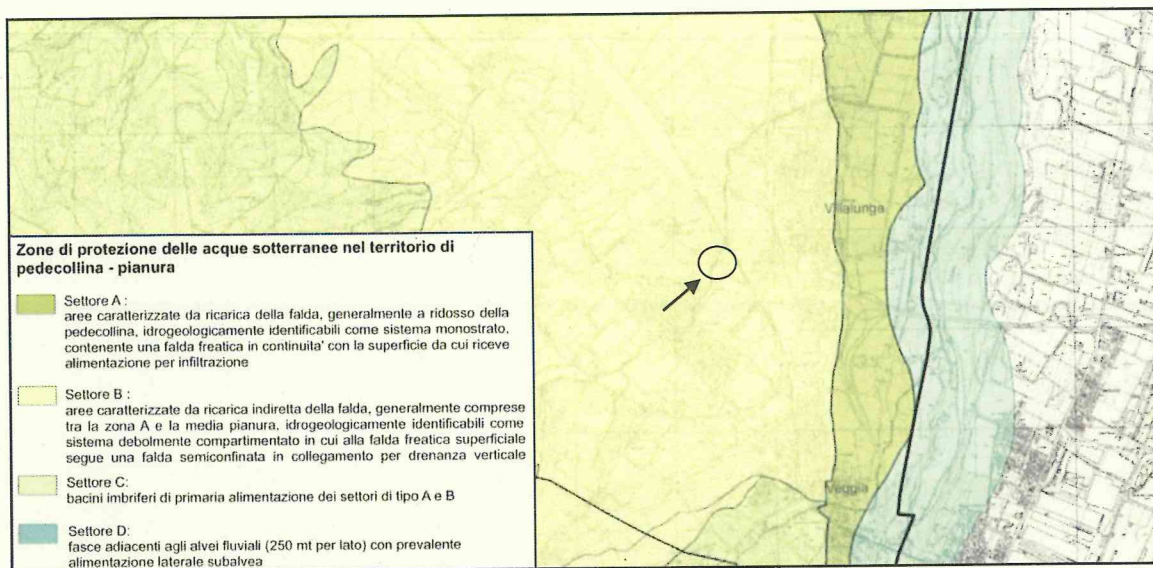 Villalunga
Zone di protezione delle acque sotterranee nel territorio di
pedecollina - pianura
Settore A :
aree caratterizzate da ricarica della falda, generalmente a ridosso della
pedecollina, idrogeologicamente identificabili come sistema monostrato,
contenente una falda freatica in continuita' con la superficie da cui riceve
alimentazione per infiltrazione
Settore B :
aree caratterizzate da ricarica indiretta della falda, generalmente comprese
tra la zona A e la media pianura, idrogeologicamente identificabili come
sistema debolmente compartimentato in cui alla falda freatica superficiale
segue una falda semiconfinata in collegamento per drenanza verticale
Settore C:
bacini imbriferi di primaria alimentazione dei settori di tipo A e B
Veggia
Settore D:
fasce adiacenti agli alvei fluviali (250 mt per lato) con prevalente
alimentazione laterale subalvea